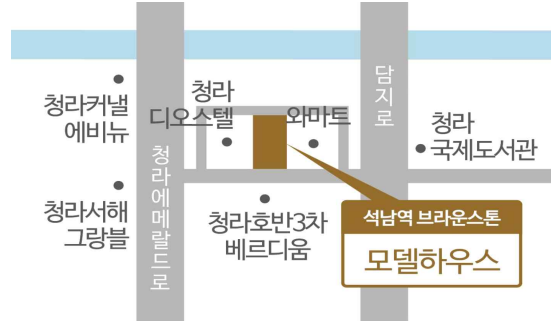 청라커낼
에비뉴
청라서해
그랑블
청라에메랄드로
청라
디오스텔
와마트
청라호반3차
베르디움
담지로
청라
국제도서관
석남역 브라운스톤
모델하우스